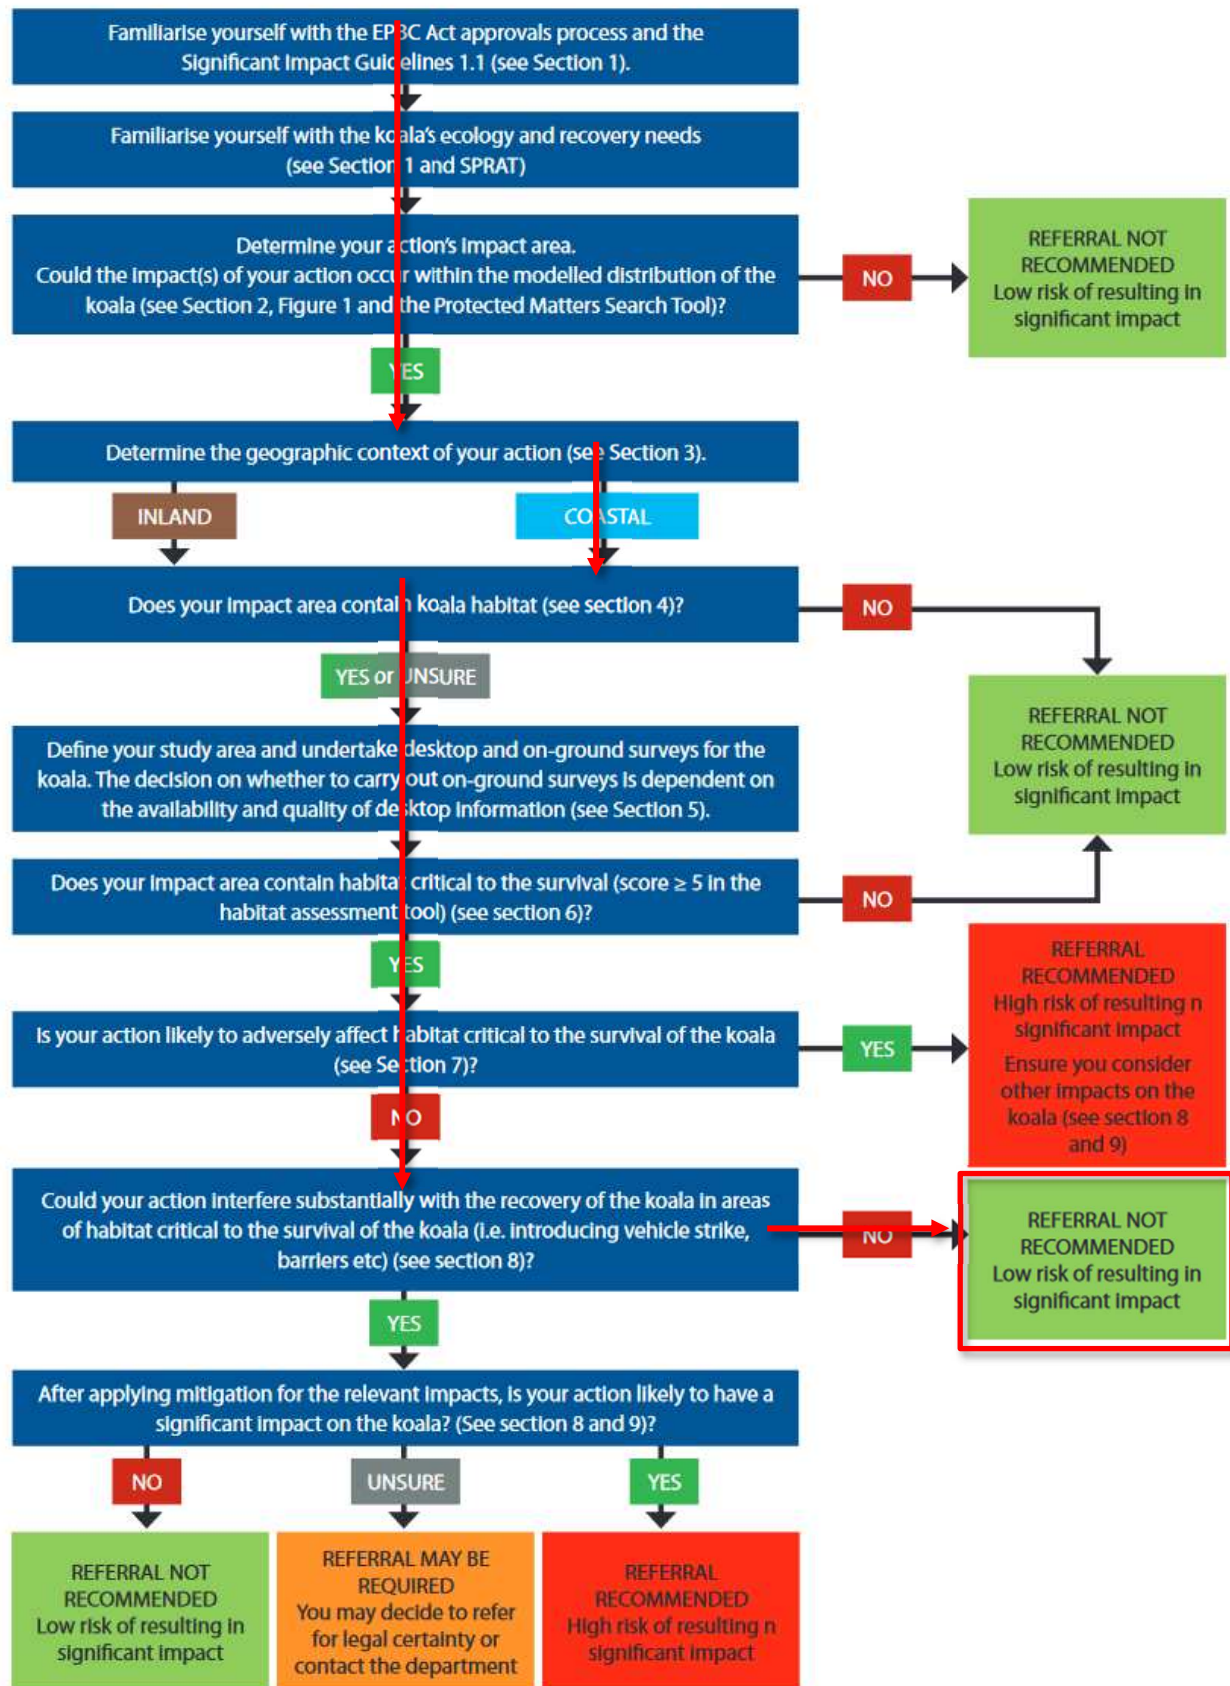 Familiarise yourself with the EPBC Act approvals process and the
Significant Impact Guidelines 1.1 (see Section 1).
Familiarise yourself with the koala's ecology and recovery needs
(see Section 1 and SPRAT)
Determine your action's impact area.
Could the impact(s) of your action occur within the modelled distribution of the
koala (see Section 2, Figure 1 and the Protected Matters Search Tool)?
NO
REFERRAL NOT
RECOMMENDED
Low risk of resulting in
significant impact
YES
Determine the geographic context of your action (see Section 3).
INLAND
COASTAL
Does your impact area contain koala habitat (see section 4)?
NO
YES or UNSURE
REFERRAL NOT
RECOMMENDED
Low risk of resulting in
significant impact
Define your study area and undertake desktop and on-ground surveys for the
koala. The decision on whether to carry out on-ground surveys is dependent on
the availability and quality of desktop information (see Section 5).
Does your impact area contain habitat critical to the survival (score ≥ 5 in the
habitat assessment tool) (see section 6)?
NO
YES
REFERRAL
RECOMMENDED
High risk of resulting n
significant impact
Ensure you consider
other impacts on the
koala (see section 8
and 9)
Is your action likely to adversely affect habitat critical to the survival of the koala
(see Section 7)?
YES
NO
Could your action interfere substantially with the recovery of the koala in areas
of habitat critical to the survival of the koala (i.e. introducing vehicle strike,
barriers etc) (see section 8)?
NO
REFERRAL NOT
RECOMMENDED
Low risk of resulting in
significant impact
YES
After applying mitigation for the relevant impacts, is your action likely to have a
significant impact on the koala? (See section 8 and 9)?
NO
UNSURE
YES
REFERRAL NOT
RECOMMENDED
Low risk of resulting in
significant impact
REFERRAL MAY BE
REQUIRED
You may decide to refer
for legal certainty or
contact the department
REFERRAL
RECOMMENDED
High risk of resulting n
significant impact